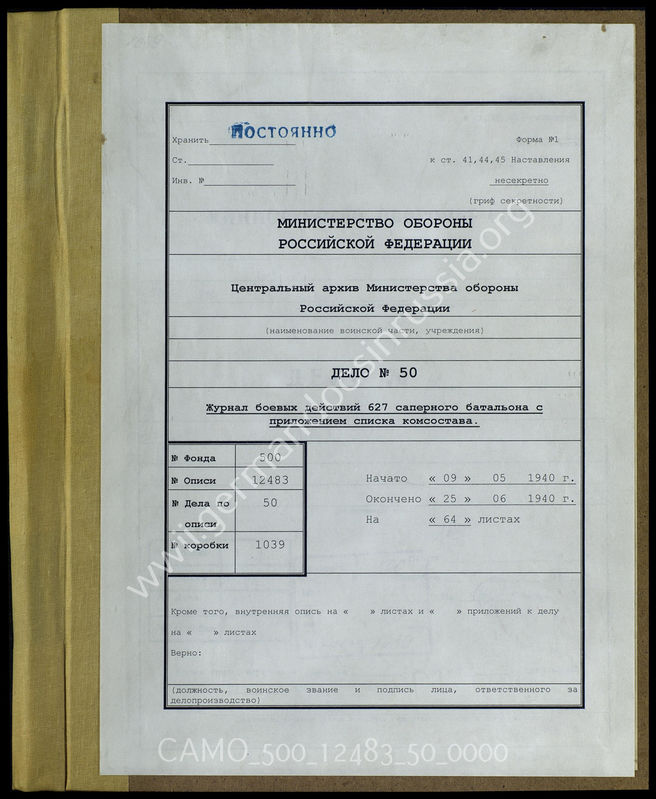 Хранить ПОСТОЯННО
Форма №1
Ст.
к ст. 41,44,45 Наставления
Инв. №
несекретно
(гриф секретности)
МИНИСТЕРСТВО ОБОРОНЫ
РОССИЙСКОЙ ФЕДЕРАЦИИ
Центральный архив Министерства обороны
Российской Федерации
(наименование воинской части, учреждения)
ДЕЛО № 50
Журнал боевых действий 627 саперного батальона с
приложением списка комсостава.
№ Фонда 500
№ Описи 12483
№ Дела по 50
описи
№ коробки 1039
Начато « 09 » 05 1940 г.
Окончено « 25 » 06 1940 г.
На « 64 » листах
Кроме того, внутренняя опись на « » листах и « » приложений к делу
на « » листах
Верно:
(должность, воинское звание и подпись лица, ответственного за
делопроизводство)
www.germandocsinrussia.org
CAMO_500_12483_50_0000